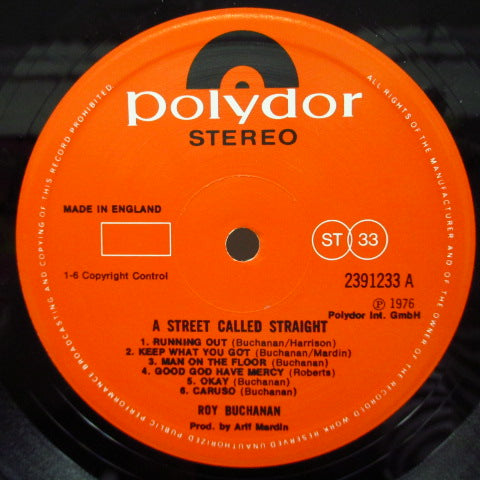 polydor
STEREO
MADE IN ENGLAND
ST 33
1-6 Copyright Control
2391233 A
Ⓟ 1976
Polydor Int. GmbH
A STREET CALLED STRAIGHT
1. RUNNING OUT (Buchanan/Harrison)
2. KEEP WHAT YOU GOT (Buchanan/Mardin)
3. MAN ON THE FLOOR (Buchanan)
4. GOOD GOD HAVE MERCY (Roberts)
5. OKAY (Buchanan)
6. CARUSO (Buchanan)
ROY BUCHANAN
Prod. by Arif Mardin
ALL RIGHTS OF THE MANUFACTURER AND OF THE OWNER OF THE RECORDED WORK RESERVED UNAUTHORIZED PUBLIC PERFORMANCE BROADCASTING AND COPYING OF THIS RECORD PROHIBITED